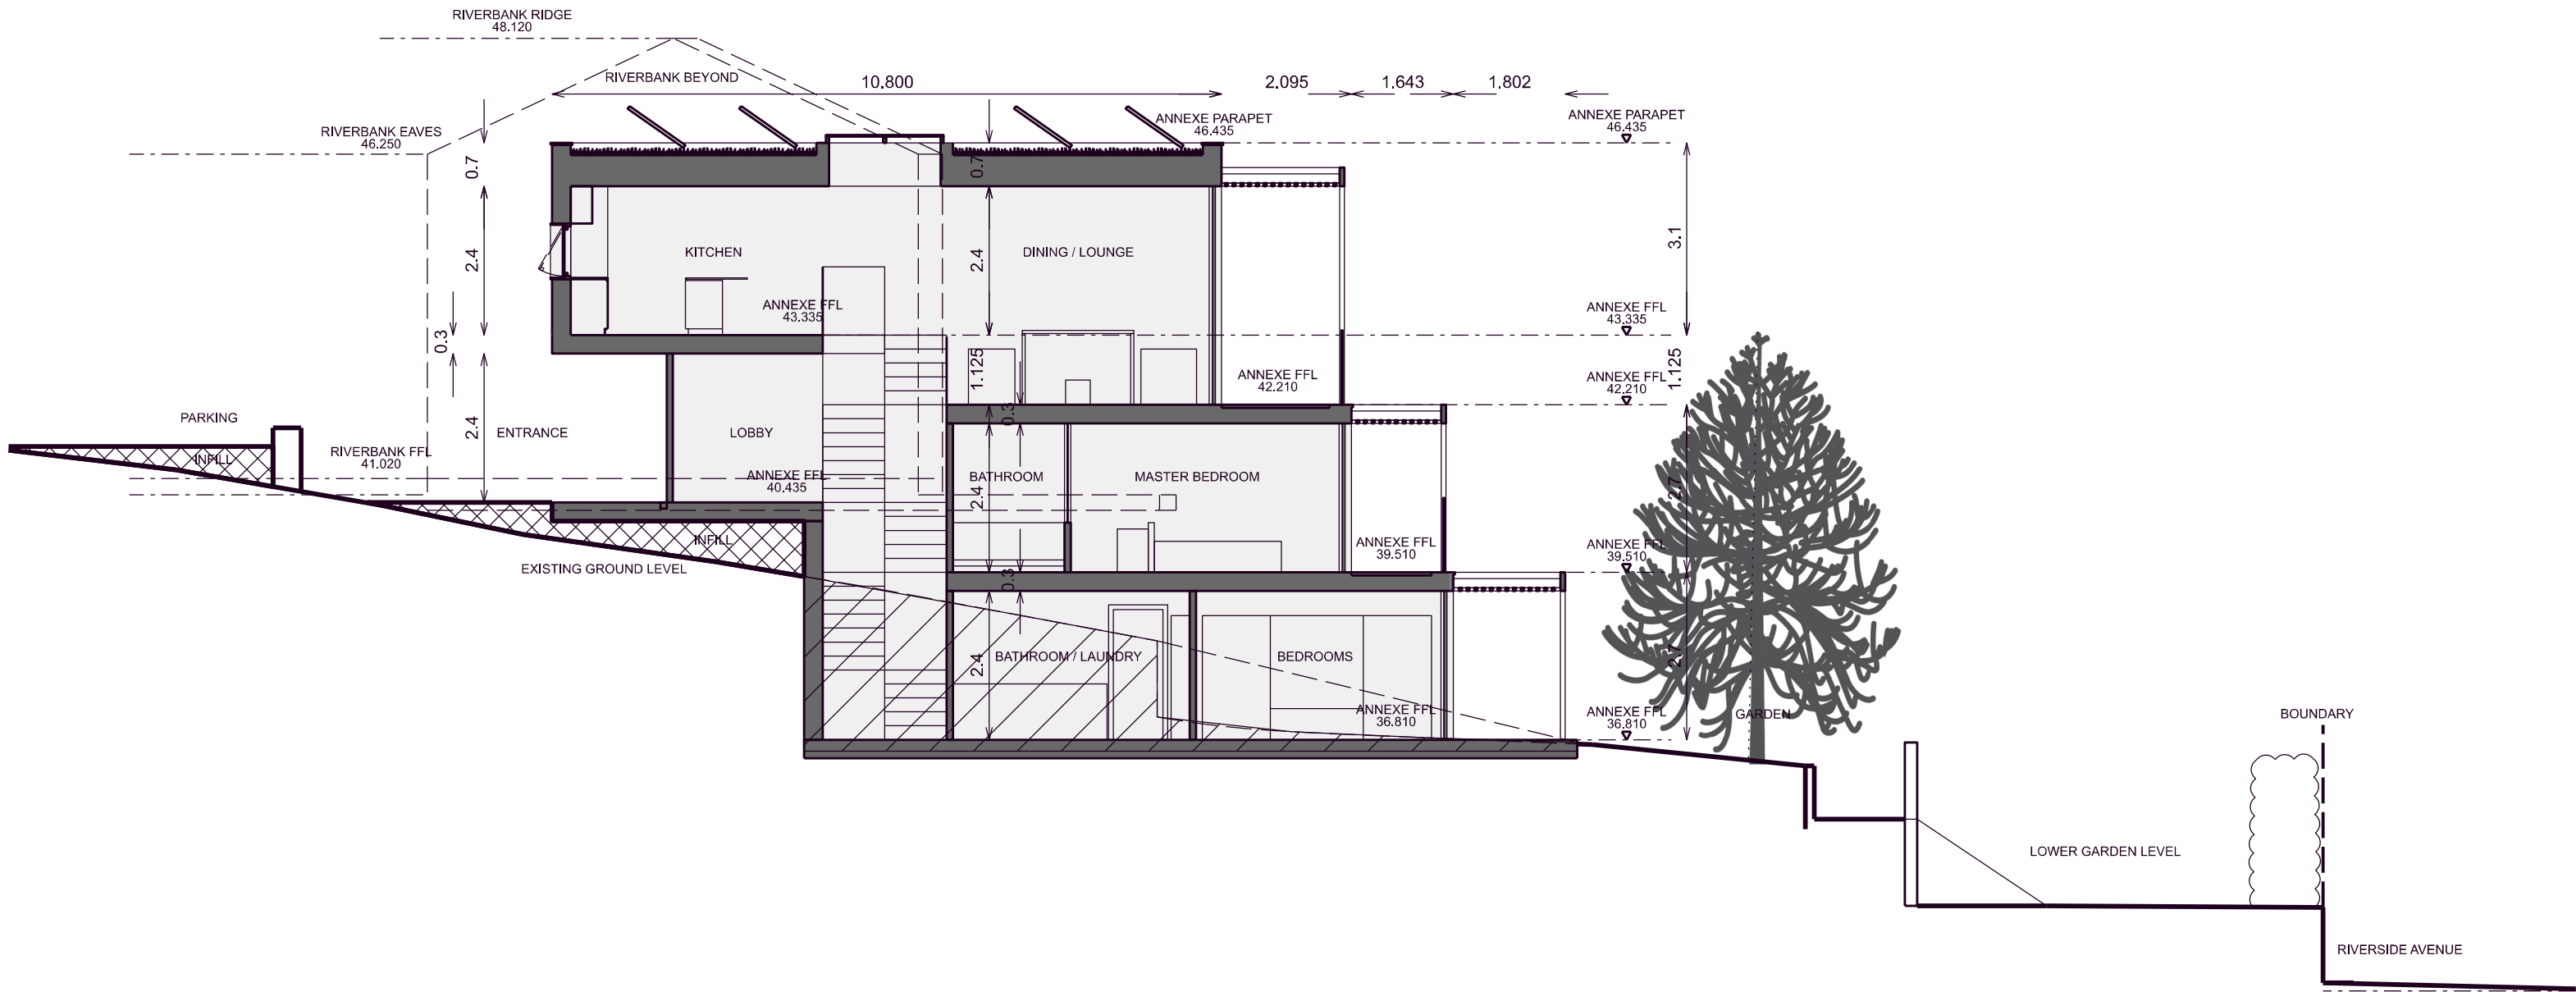 RIVERBANK RIDGE
48.120
RIVERBANK BEYOND
10.800
2.095
1.643
1.802
RIVERBANK EAVES
46.250
ANNEXE PARAPET
46.435
ANNEXE PARAPET
46.435
0.7
0.7
2.4
KITCHEN
2.4
DINING / LOUNGE
3.1
ANNEXE FFL
43.335
ANNEXE FFL
43.335
0.3
1.125
1.125
ANNEXE FFL
42.210
ANNEXE FFL
42.210
0.3
PARKING
2.4
ENTRANCE
LOBBY
INFILL
RIVERBANK FFL
41.020
ANNEXE FFL
40.435
BATHROOM
2.4
MASTER BEDROOM
2.7
INFILL
EXISTING GROUND LEVEL
ANNEXE FFL
39.510
ANNEXE FFL
39.510
0.3
BATHROOM / LAUNDRY
2.4
BEDROOMS
2.7
ANNEXE FFL
36.810
ANNEXE FFL
36.810
GARDEN
BOUNDARY
LOWER GARDEN LEVEL
RIVERSIDE AVENUE